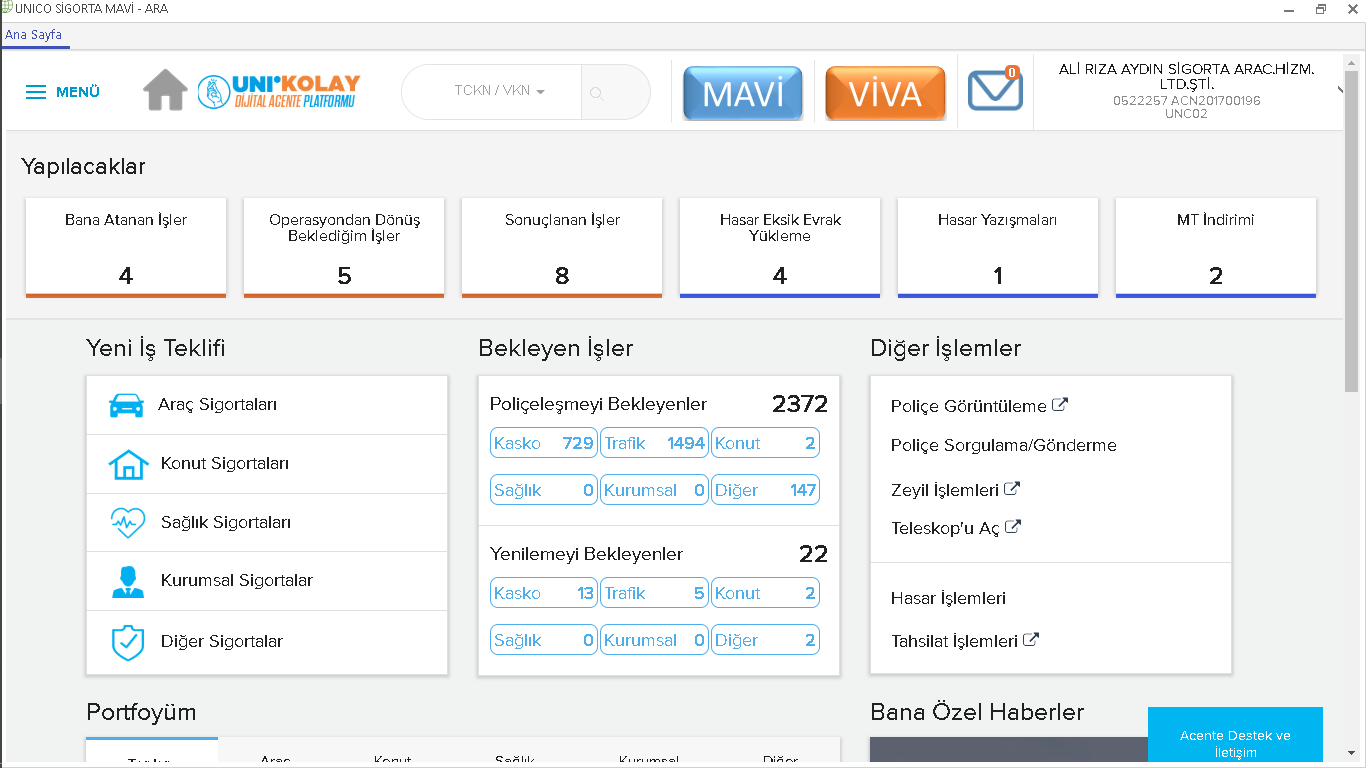 UNICO SİGORTA MAVİ - ARA
Ana Sayfa
MENÜ
UNI'KOLAY
DİJİTAL ACENTE PLATFORMU
TCKN / VKN
MAVİ
VİVA
0
ALİ RIZA AYDIN SİGORTA ARAC.HİZM.
LTD.ŞTİ.
0522257 ACN201700196
UNC02
Yapılacaklar
Bana Atanan İşler
4
Operasyondan Dönüş
Beklediğim İşler
5
Sonuçlanan İşler
8
Hasar Eksik Evrak
Yükleme
4
Hasar Yazışmaları
1
MT İndirimi
2
Yeni İş Teklifi
Araç Sigortaları
Konut Sigortaları
Sağlık Sigortaları
Kurumsal Sigortalar
Diğer Sigortalar
Bekleyen İşler
Poliçeleşmeyi Bekleyenler 2372
Kasko 729 Trafik 1494 Konut 2
Sağlık 0 Kurumsal 0 Diğer 147
Yenilemeyi Bekleyenler 22
Kasko 13 Trafik 5 Konut 2
Sağlık 0 Kurumsal 0 Diğer 2
Diğer İşlemler
Poliçe Görüntüleme
Poliçe Sorgulama/Gönderme
Zeyil İşlemleri
Teleskop'u Aç
Hasar İşlemleri
Tahsilat İşlemleri
Portfoyüm
Araç Konut Sağlık Kurumsal Diğer
Bana Özel Haberler
Acente Destek ve
İletişim